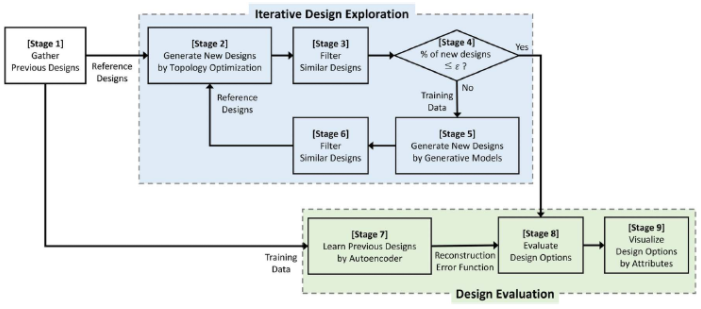 Iterative Design Exploration
[Stage 1]
Gather
Previous Designs
Reference
Designs
[Stage 2]
Generate New Designs
by Topology Optimization
[Stage 3]
Filter
Similar Designs
[Stage 4]
% of new designs
≤ ε ?
Yes
No
Training
Data
Reference
Designs
[Stage 6]
Filter
Similar Designs
[Stage 5]
Generate New Designs
by Generative Models
Training
Data
[Stage 7]
Learn Previous Designs
by Autoencoder
Reconstruction
Error Function
[Stage 8]
Evaluate
Design Options
[Stage 9]
Visualize
Design Options
by Attributes
Design Evaluation